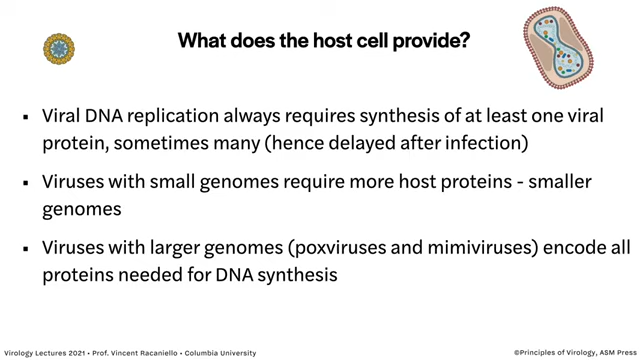 What does the host cell provide?
▪ Viral DNA replication always requires synthesis of at least one viral
protein, sometimes many (hence delayed after infection)
▪ Viruses with small genomes require more host proteins - smaller
genomes
▪ Viruses with larger genomes (poxviruses and mimiviruses) encode all
proteins needed for DNA synthesis
Virology Lectures 2021 • Prof. Vincent Racaniello • Columbia University
©Principles of Virology, ASM Press